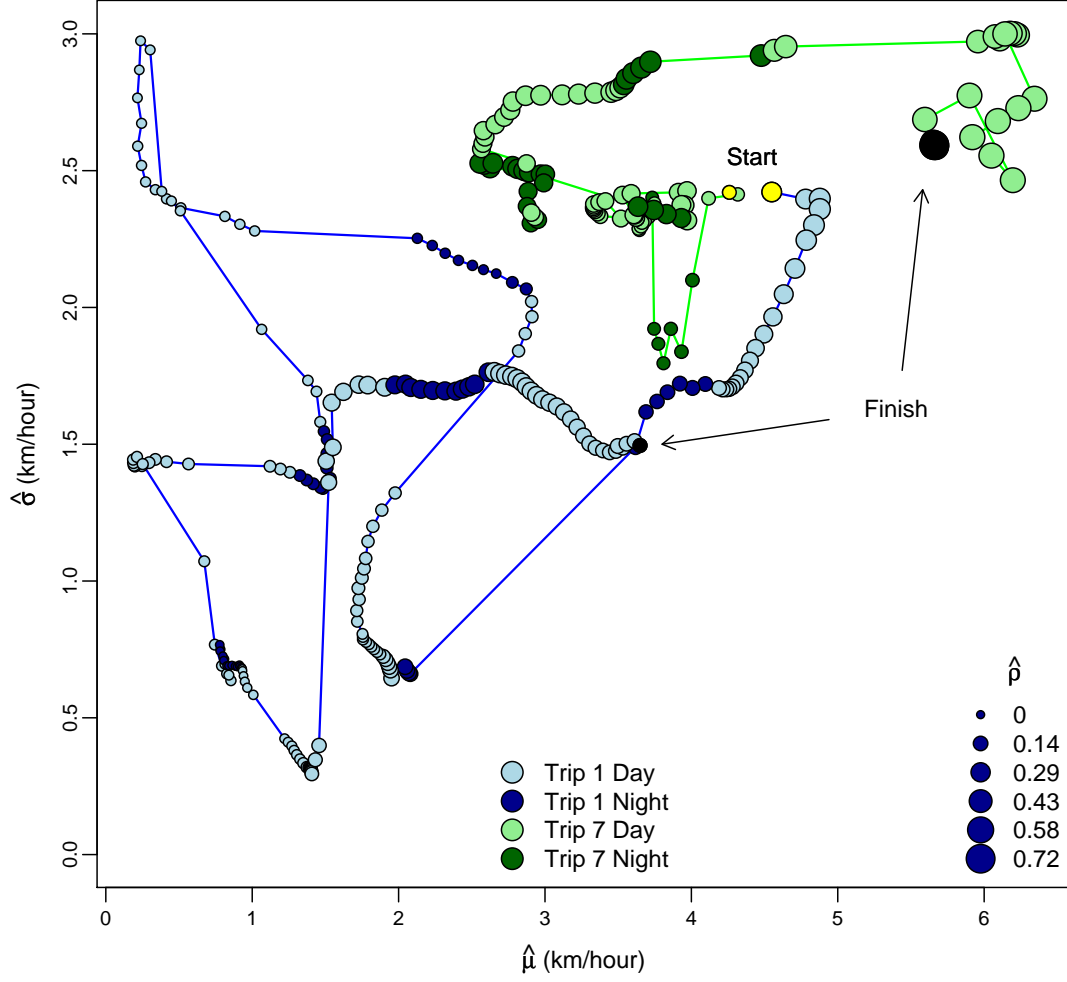 3.0
2.5
2.0
1.5
1.0
0.5
0.0
σ̂ (km/hour)
Start
Finish
ρ̂
0
0.14
0.29
0.43
0.58
0.72
Trip 1 Day
Trip 1 Night
Trip 7 Day
Trip 7 Night
0 1 2 3 4 5 6
μ̂ (km/hour)